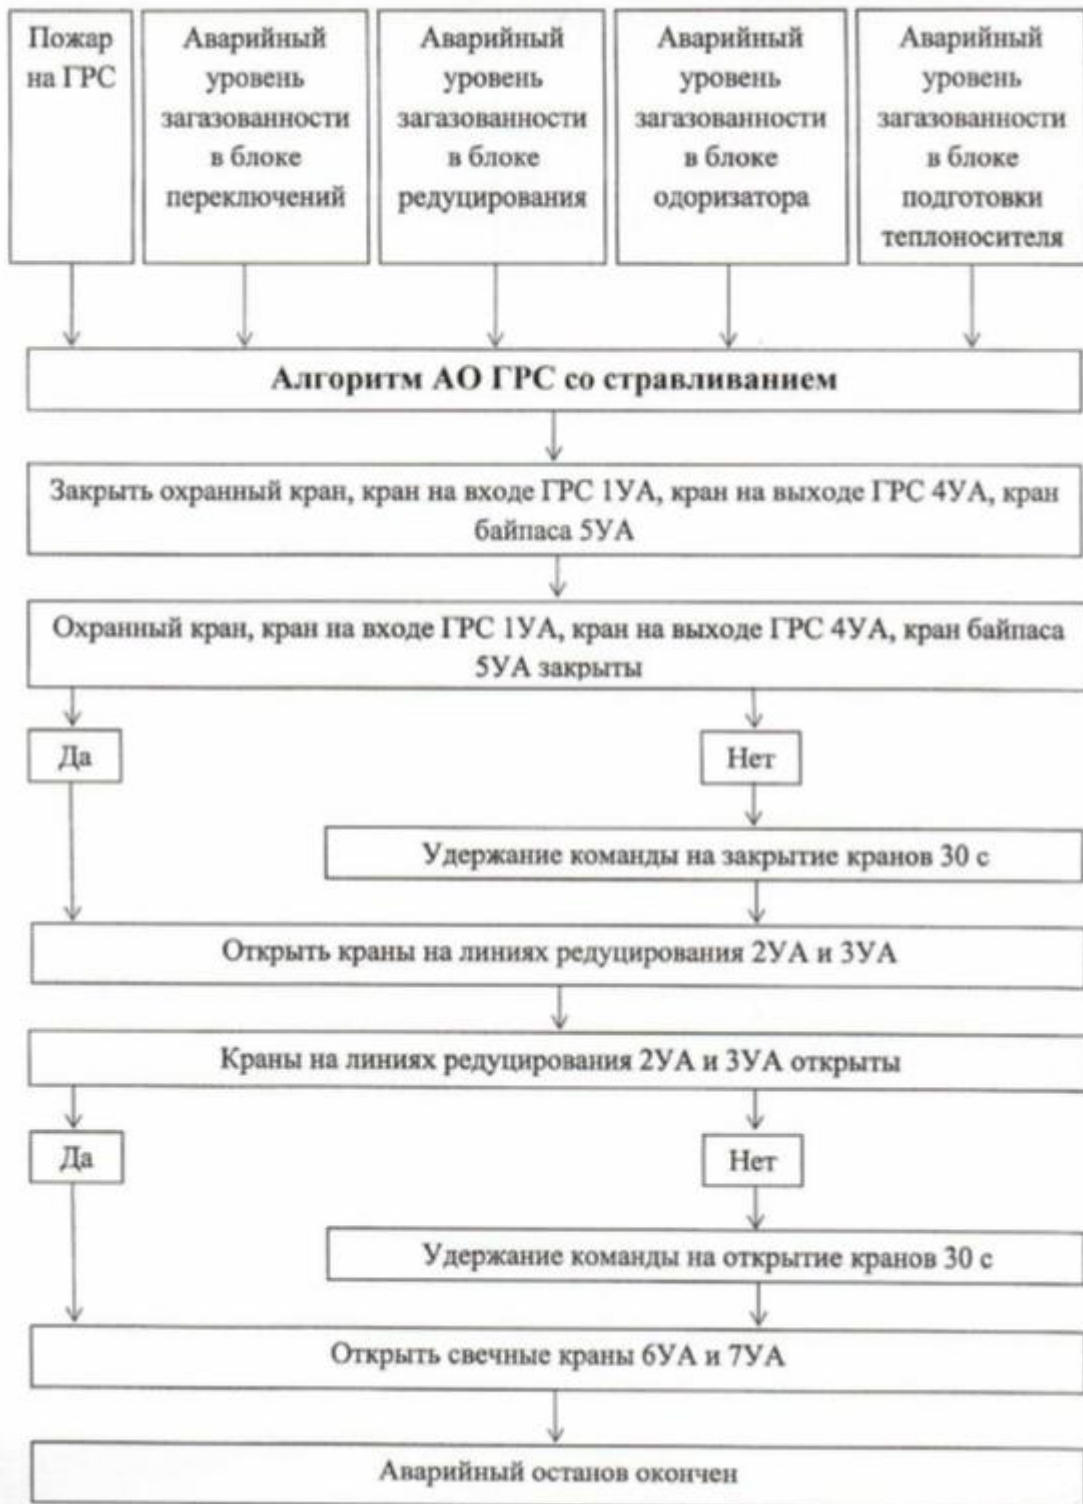 Пожар
на ГРС
Аварийный
уровень
загазованности
в блоке
переключений
Аварийный
уровень
загазованности
в блоке
редуцирования
Аварийный
уровень
загазованности
в блоке
одоризатора
Аварийный
уровень
загазованности
в блоке
подготовки
теплоносителя
Алгоритм АО ГРС со стравливанием
Закрыть охранный кран, кран на входе ГРС 1УА, кран на выходе ГРС 4УА, кран
байпаса 5УА
Охранный кран, кран на входе ГРС 1УА, кран на выходе ГРС 4УА, кран байпаса
5УА закрыты
Да
Нет
Удержание команды на закрытие кранов 30 с
Открыть краны на линиях редуцирования 2УА и 3УА
Краны на линиях редуцирования 2УА и 3УА открыты
Да
Нет
Удержание команды на открытие кранов 30 с
Открыть свечные краны 6УА и 7УА
Аварийный останов окончен